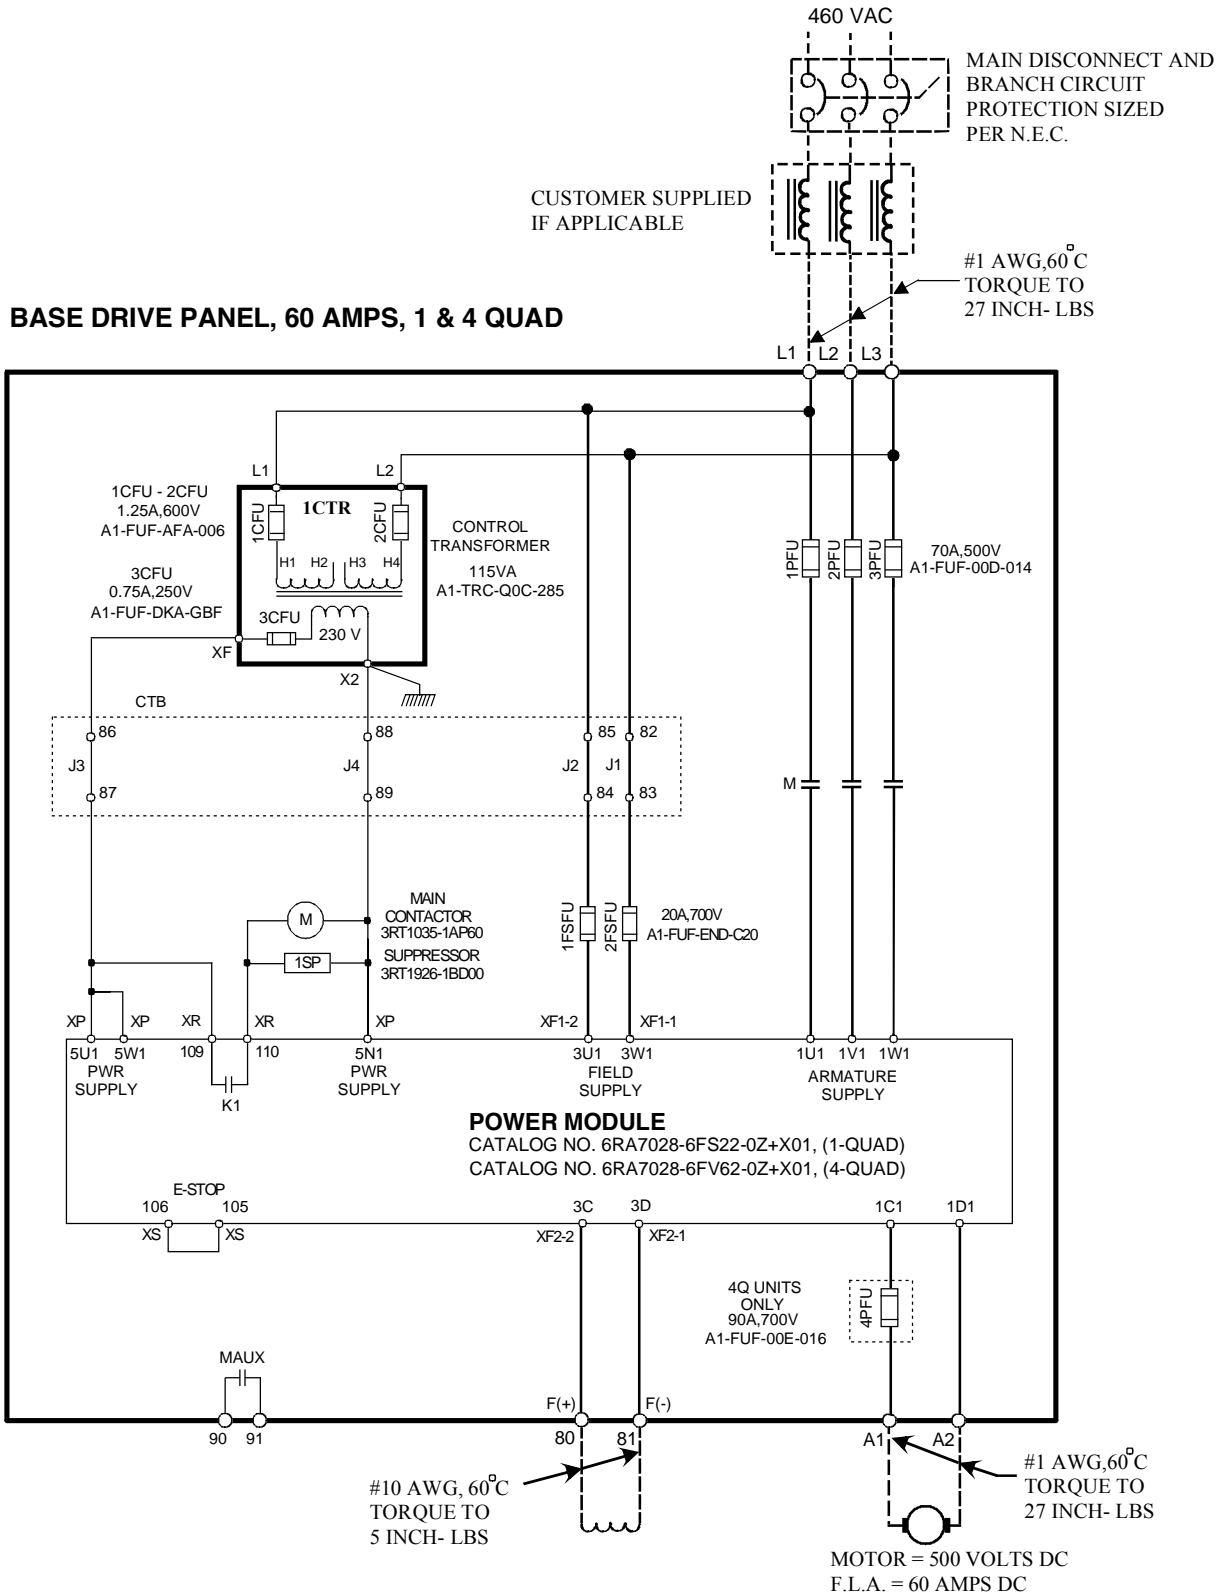 460 VAC
MAIN DISCONNECT AND
BRANCH CIRCUIT
PROTECTION SIZED
PER N.E.C.
CUSTOMER SUPPLIED
IF APPLICABLE
#1 AWG,60°C
TORQUE TO
27 INCH- LBS
BASE DRIVE PANEL, 60 AMPS, 1 & 4 QUAD
L1 L2 L3
L1 L2
1CFU - 2CFU
1.25A,600V
A1-FUF-AFA-006
1CFU
1CTR
2CFU
CONTROL
TRANSFORMER
115VA
A1-TRC-Q0C-285
H1 H2 H3 H4
3CFU
0.75A,250V
A1-FUF-DKA-GBF
3CFU
230 V
XF
X2
1PFU
2PFU
3PFU
70A,500V
A1-FUF-00D-014
CTB
86 88 85 82
J3 J4 J2 J1
87 89 84 83
M
M
MAIN
CONTACTOR
3RT1035-1AP60
1SP
SUPPRESSOR
3RT1926-1BD00
1FSFU
2FSFU
20A,700V
A1-FUF-END-C20
XP XP XR XR XP XF1-2 XF1-1
5U1 5W1 109 110 5N1 3U1 3W1 1U1 1V1 1W1
PWR
SUPPLY
K1
PWR
SUPPLY
FIELD
SUPPLY
ARMATURE
SUPPLY
POWER MODULE
CATALOG NO. 6RA7028-6FS22-0Z+X01, (1-QUAD)
CATALOG NO. 6RA7028-6FV62-0Z+X01, (4-QUAD)
E-STOP
106 105 3C 3D 1C1 1D1
XS XS XF2-2 XF2-1
4Q UNITS
ONLY
90A,700V
A1-FUF-00E-016
4PFU
MAUX
F(+) F(-)
90 91 80 81 A1 A2
#10 AWG, 60°C
TORQUE TO
5 INCH- LBS
#1 AWG,60°C
TORQUE TO
27 INCH- LBS
MOTOR = 500 VOLTS DC
F.L.A. = 60 AMPS DC